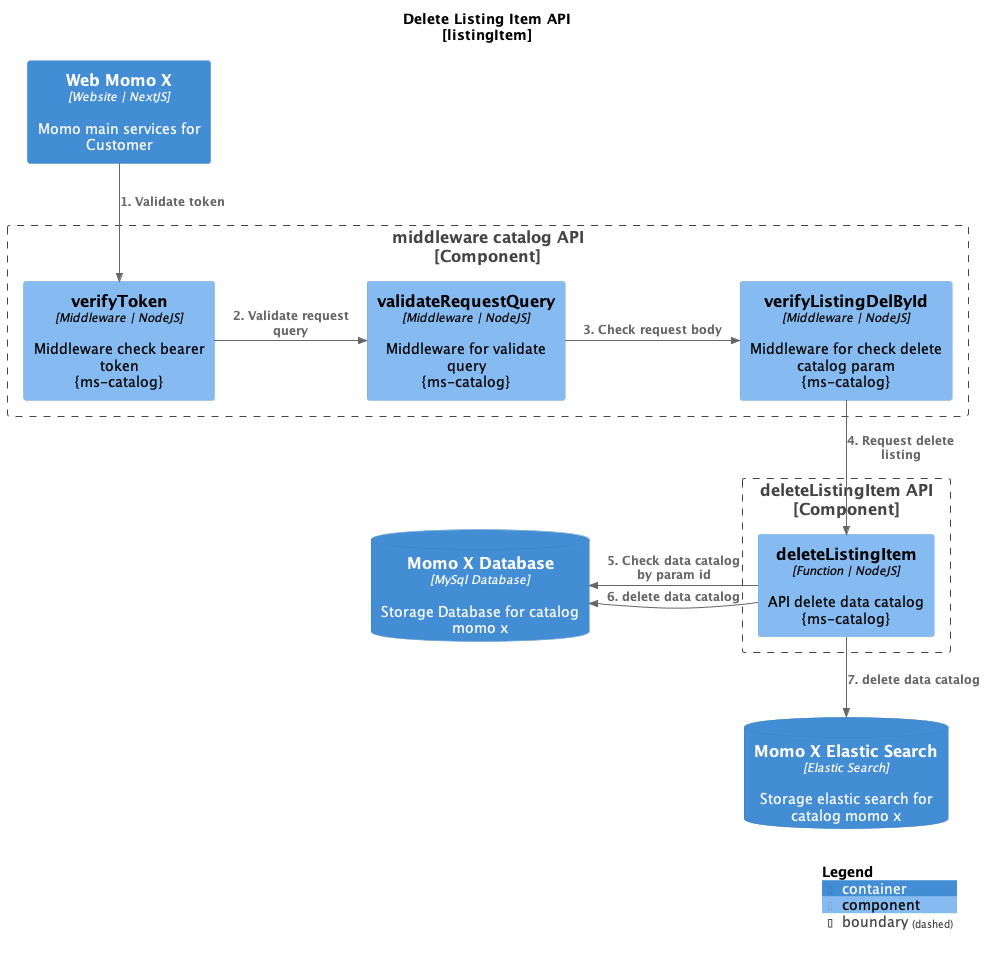 Delete Listing Item API
[listingItem]
Web Momo X
[Website | NextJS]
Momo main services for
Customer
1. Validate token
middleware catalog API
[Component]
verifyToken
[Middleware | NodeJS]
Middleware check bearer
token
{ms-catalog}
2. Validate request
query
validateRequestQuery
[Middleware | NodeJS]
Middleware for validate
query
{ms-catalog}
3. Check request body
verifyListingDelById
[Middleware | NodeJS]
Middleware for check delete
catalog param
{ms-catalog}
4. Request delete
listing
deleteListingItem API
[Component]
deleteListingItem
[Function | NodeJS]
API delete data catalog
{ms-catalog}
5. Check data catalog
by param id
6. delete data catalog
Momo X Database
[MySql Database]
Storage Database for catalog
momo x
7. delete data catalog
Momo X Elastic Search
[Elastic Search]
Storage elastic search for
catalog momo x
Legend
container
component
boundary (dashed)